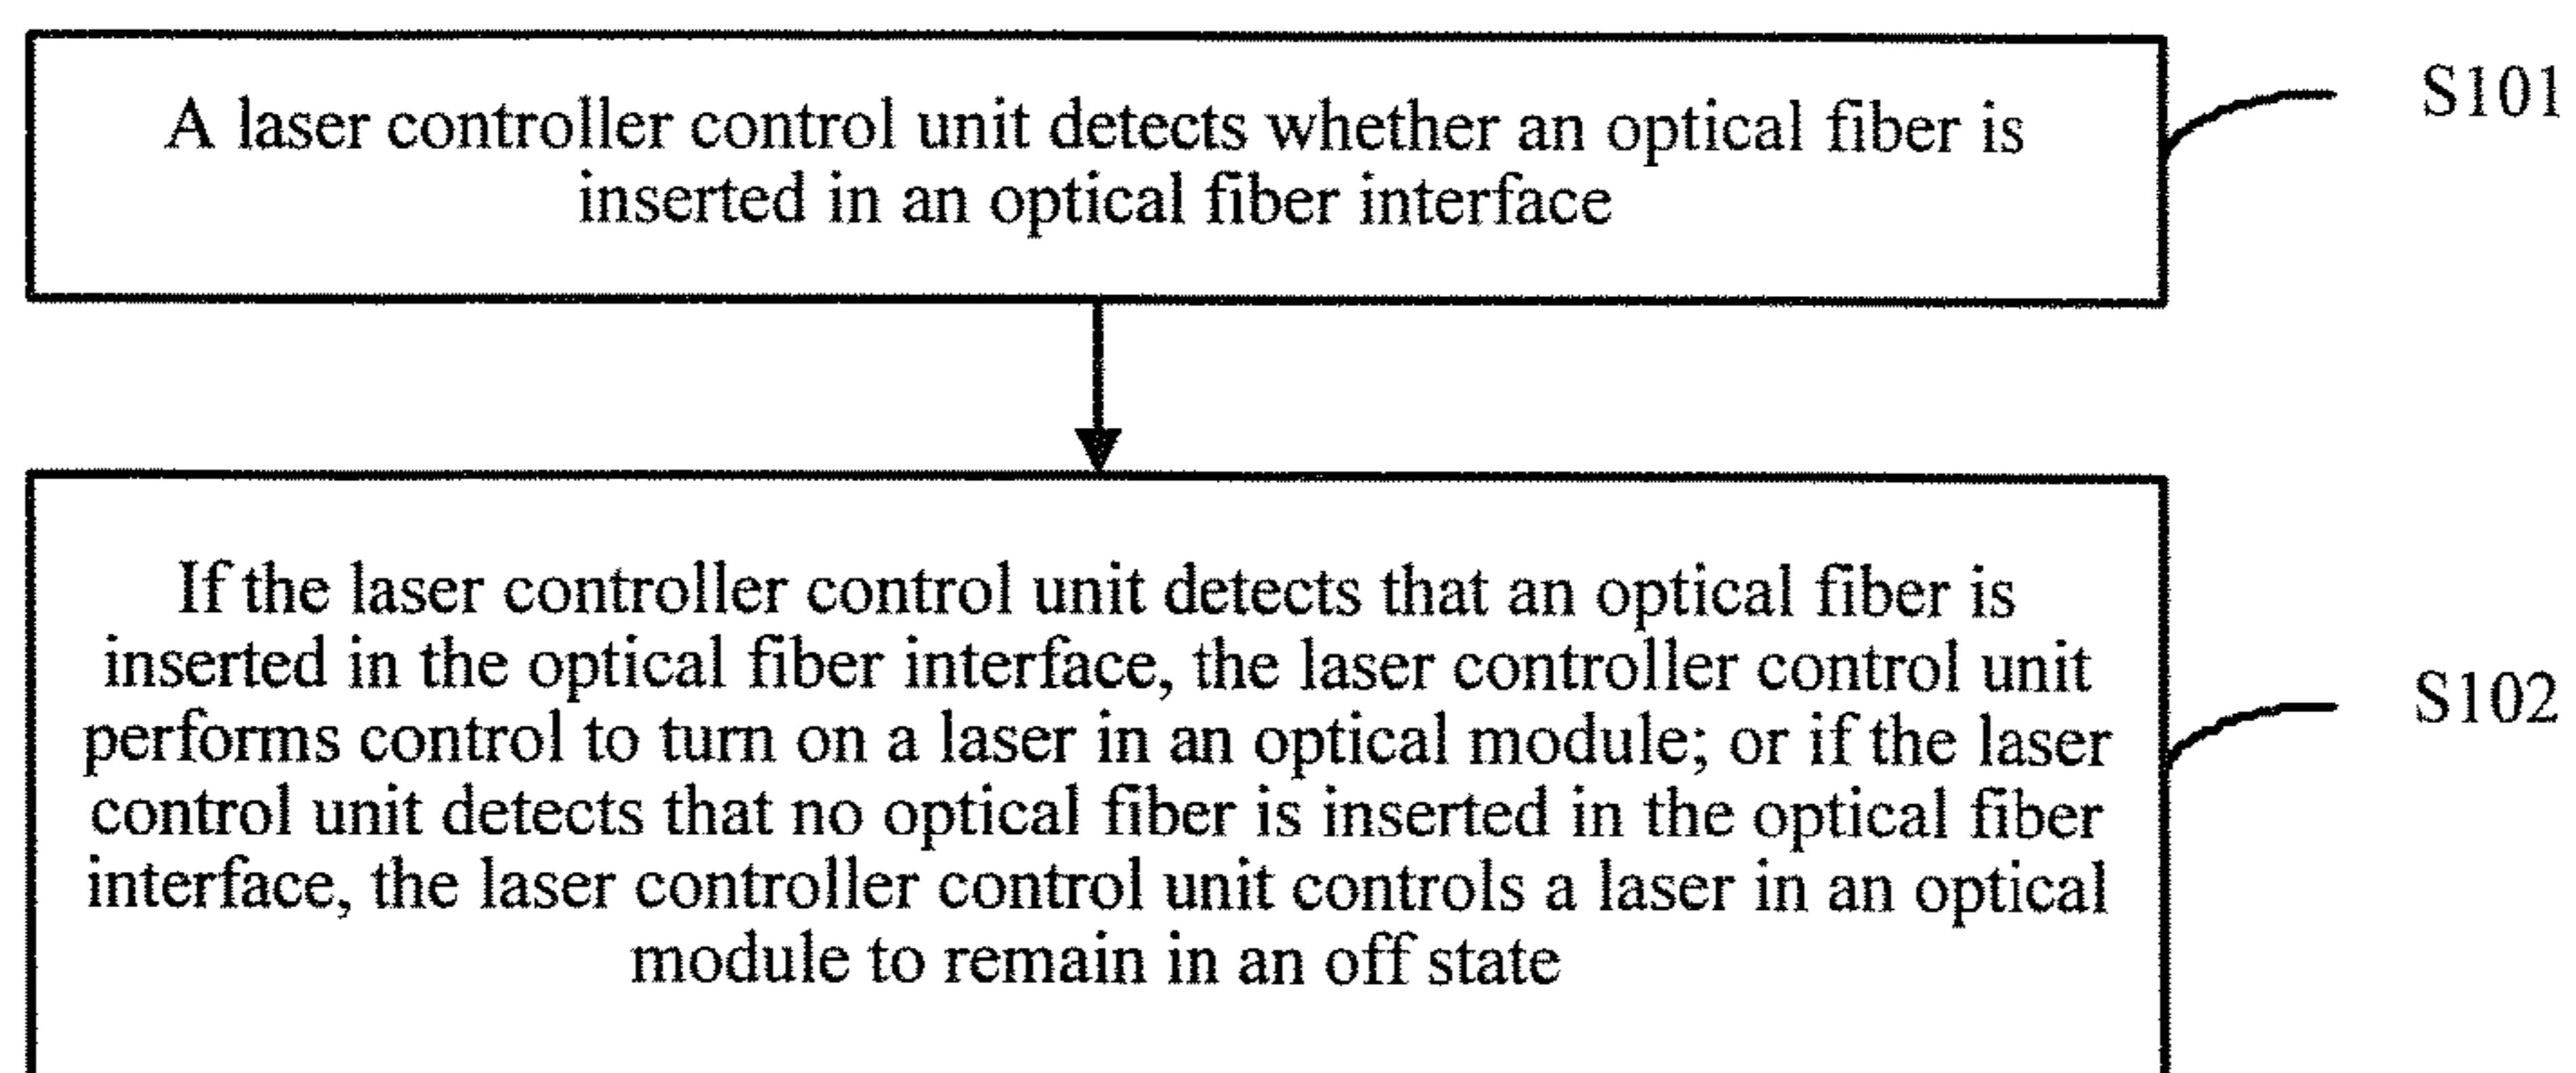 A laser controller control unit detects whether an optical fiber is
inserted in an optical fiber interface
S101
If the laser controller control unit detects that an optical fiber is
inserted in the optical fiber interface, the laser controller control unit
performs control to turn on a laser in an optical module; or if the laser
control unit detects that no optical fiber is inserted in the optical fiber
interface, the laser controller control unit controls a laser in an optical
module to remain in an off state
S102